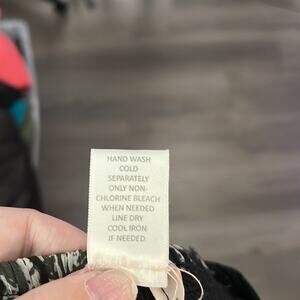 HAND WASH
COLD
SEPARATELY
ONLY NON-
CHLORINE BLEACH
WHEN NEEDED
LINE DRY
COOL IRON
IF NEEDED